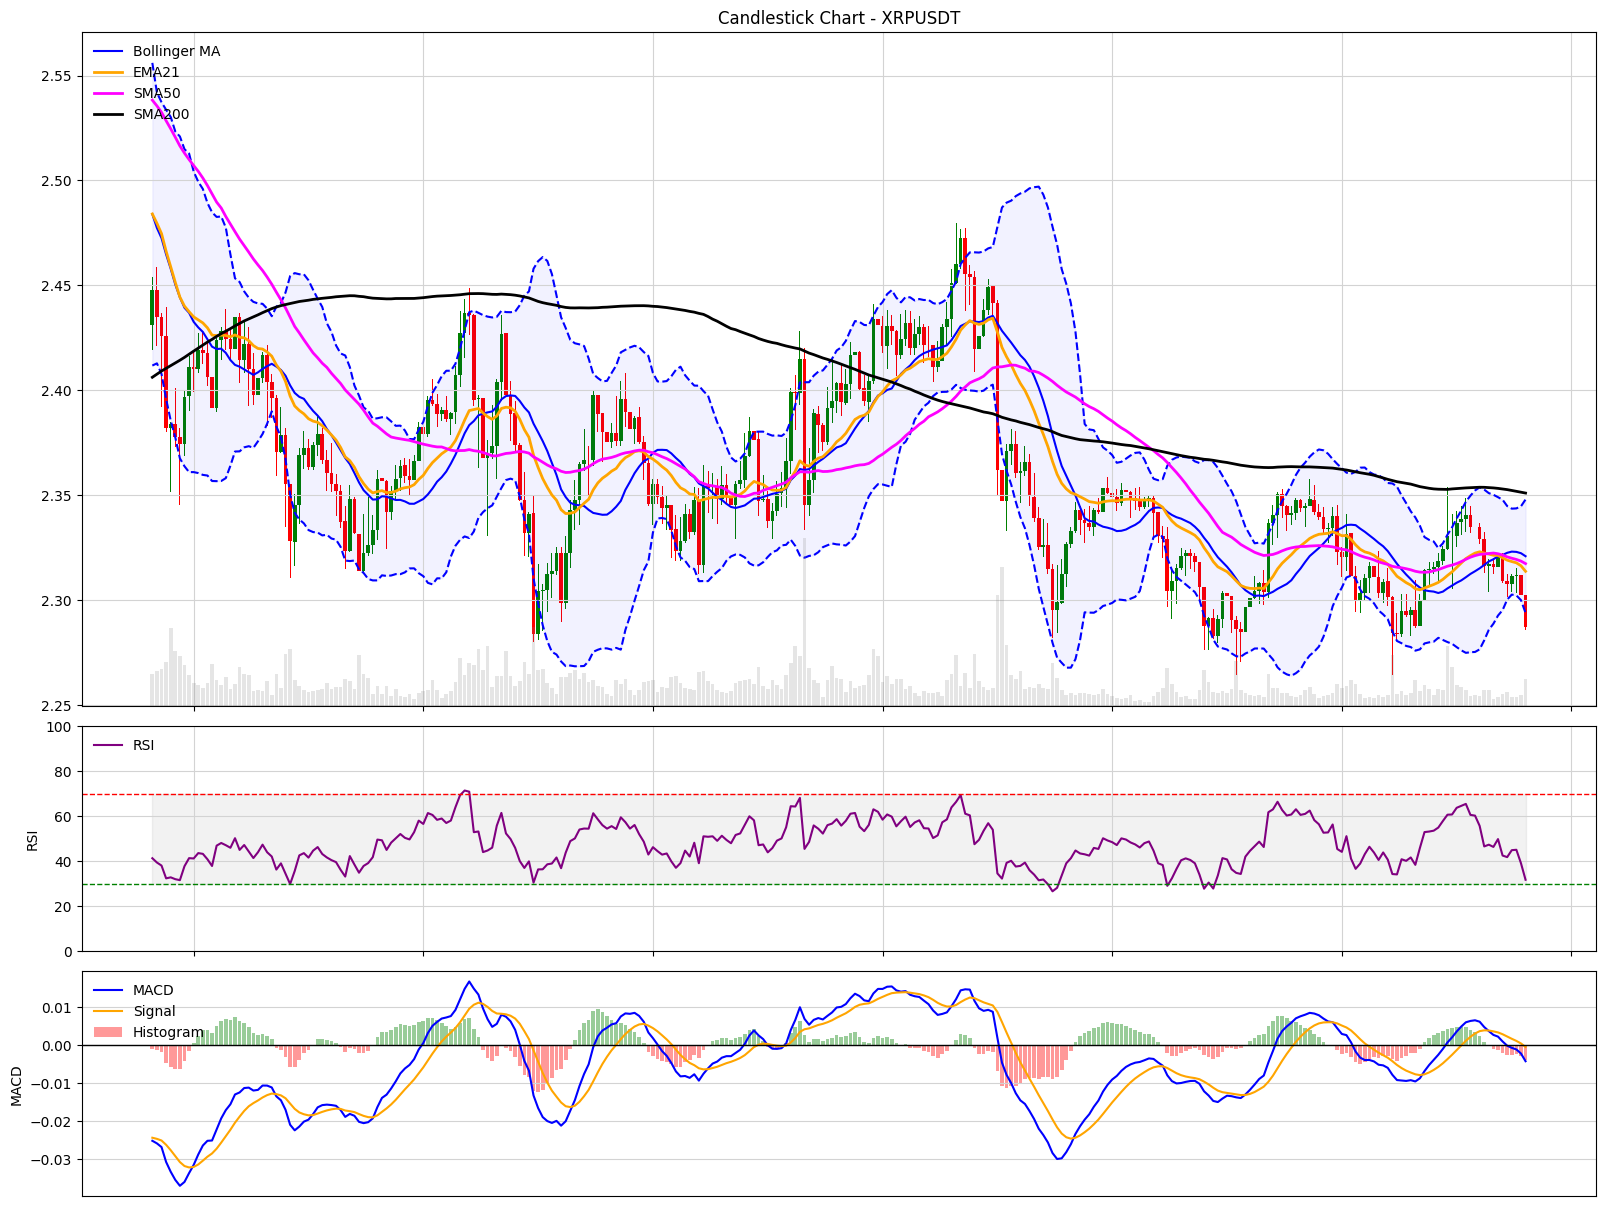 Candlestick Chart - XRPUSDT
Bollinger MA
EMA21
SMA50
SMA200
2.55
2.50
2.45
2.40
2.35
2.30
2.25
RSI
RSI
100
80
60
40
20
0
MACD
Signal
Histogram
MACD
0.01
0.00
−0.01
−0.02
−0.03